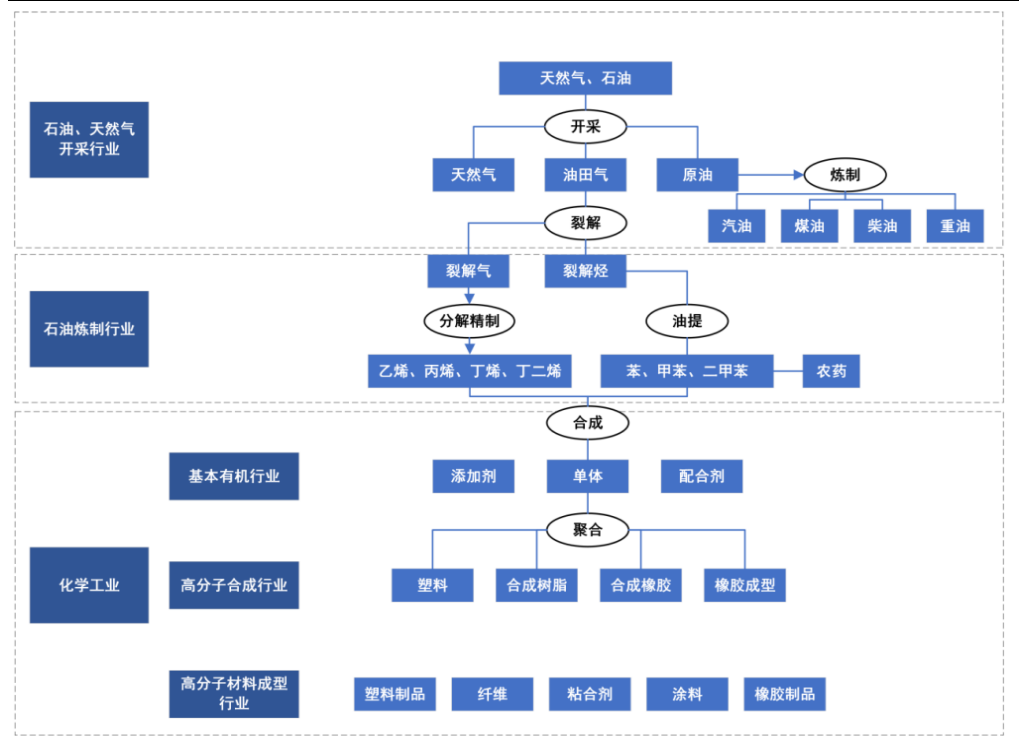 天然气、石油
石油、天然气
开采行业
开采
天然气
油田气
原油
炼制
汽油
煤油
柴油
重油
裂解
裂解气
裂解烃
石油炼制行业
分解精制
油提
乙烯、丙烯、丁烯、丁二烯
苯、甲苯、二甲苯
农药
合成
基本有机行业
添加剂
单体
配合剂
聚合
化学工业
高分子合成行业
塑料
合成树脂
合成橡胶
橡胶成型
高分子材料成型
行业
塑料制品
纤维
粘合剂
涂料
橡胶制品